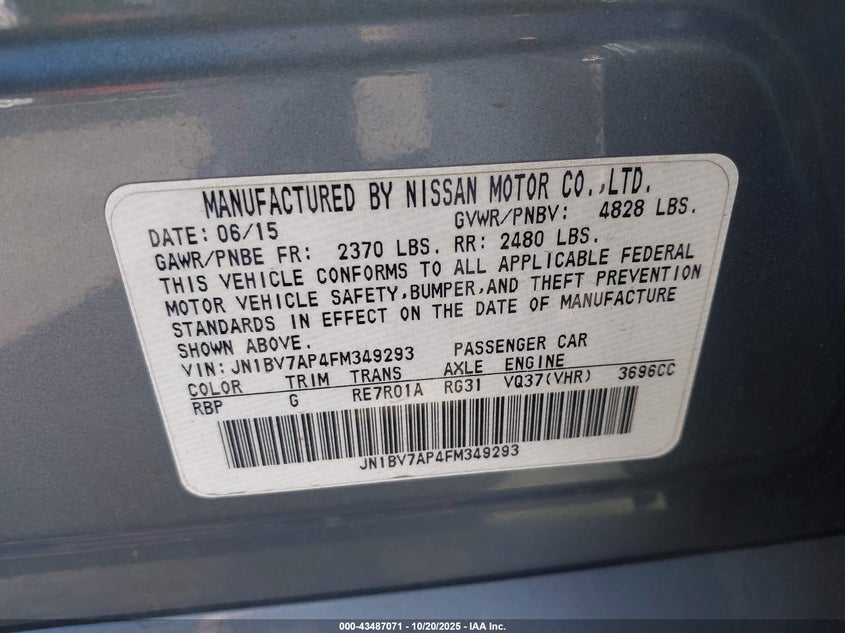 MANUFACTURED BY NISSAN MOTOR CO.,LTD.
DATE: 06/15 GVWR/PNBV: 4828 LBS.
GAWR/PNBE FR: 2370 LBS. RR: 2480 LBS.
THIS VEHICLE CONFORMS TO ALL APPLICABLE FEDERAL
MOTOR VEHICLE SAFETY,BUMPER,AND THEFT PREVENTION
STANDARDS IN EFFECT ON THE DATE OF MANUFACTURE
SHOWN ABOVE.
VIN: JN1BV7AP4FM349293 PASSENGER CAR
COLOR TRIM TRANS AXLE ENGINE
RBP G RE7R01A RG31 VQ37(VHR) 3696CC
JN1BV7AP4FM349293
000-43487071 - 10/20/2025 - IAA Inc.